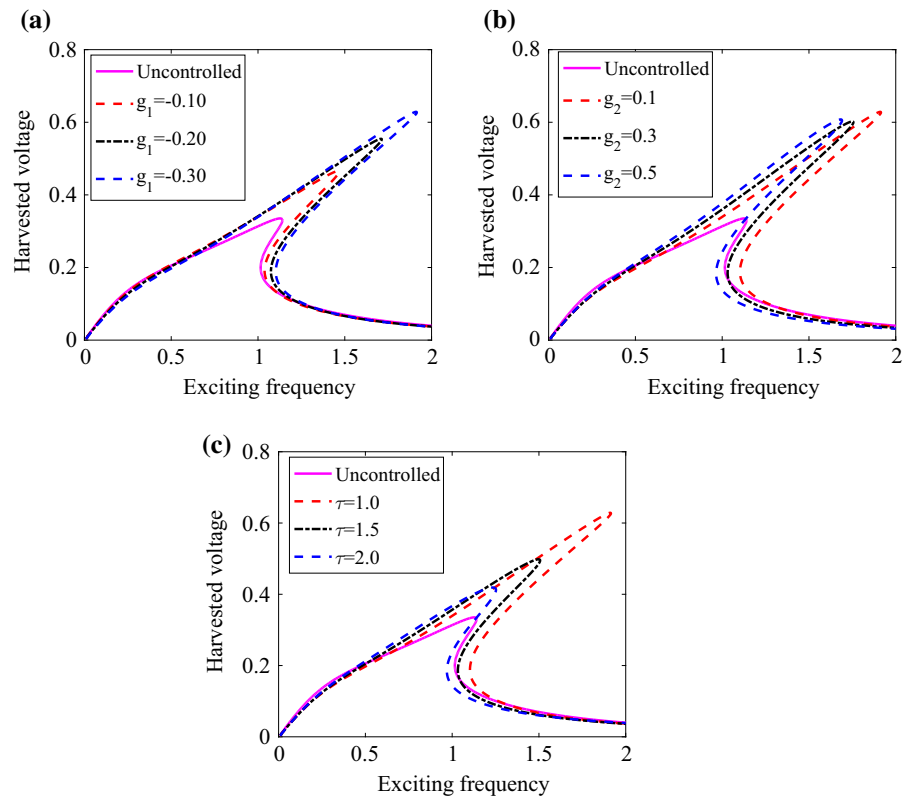 (a)
0.8
Uncontrolled
g1=-0.10
g1=-0.20
g1=-0.30
0.6
0.4
0.2
0
Harvested voltage
0 0.5 1 1.5 2
Exciting frequency
(b)
0.8
Uncontrolled
g2=0.1
g2=0.3
g2=0.5
0.6
0.4
0.2
0
Harvested voltage
0 0.5 1 1.5 2
Exciting frequency
(c)
0.8
Uncontrolled
τ=1.0
τ=1.5
τ=2.0
0.6
0.4
0.2
0
Harvested voltage
0 0.5 1 1.5 2
Exciting frequency